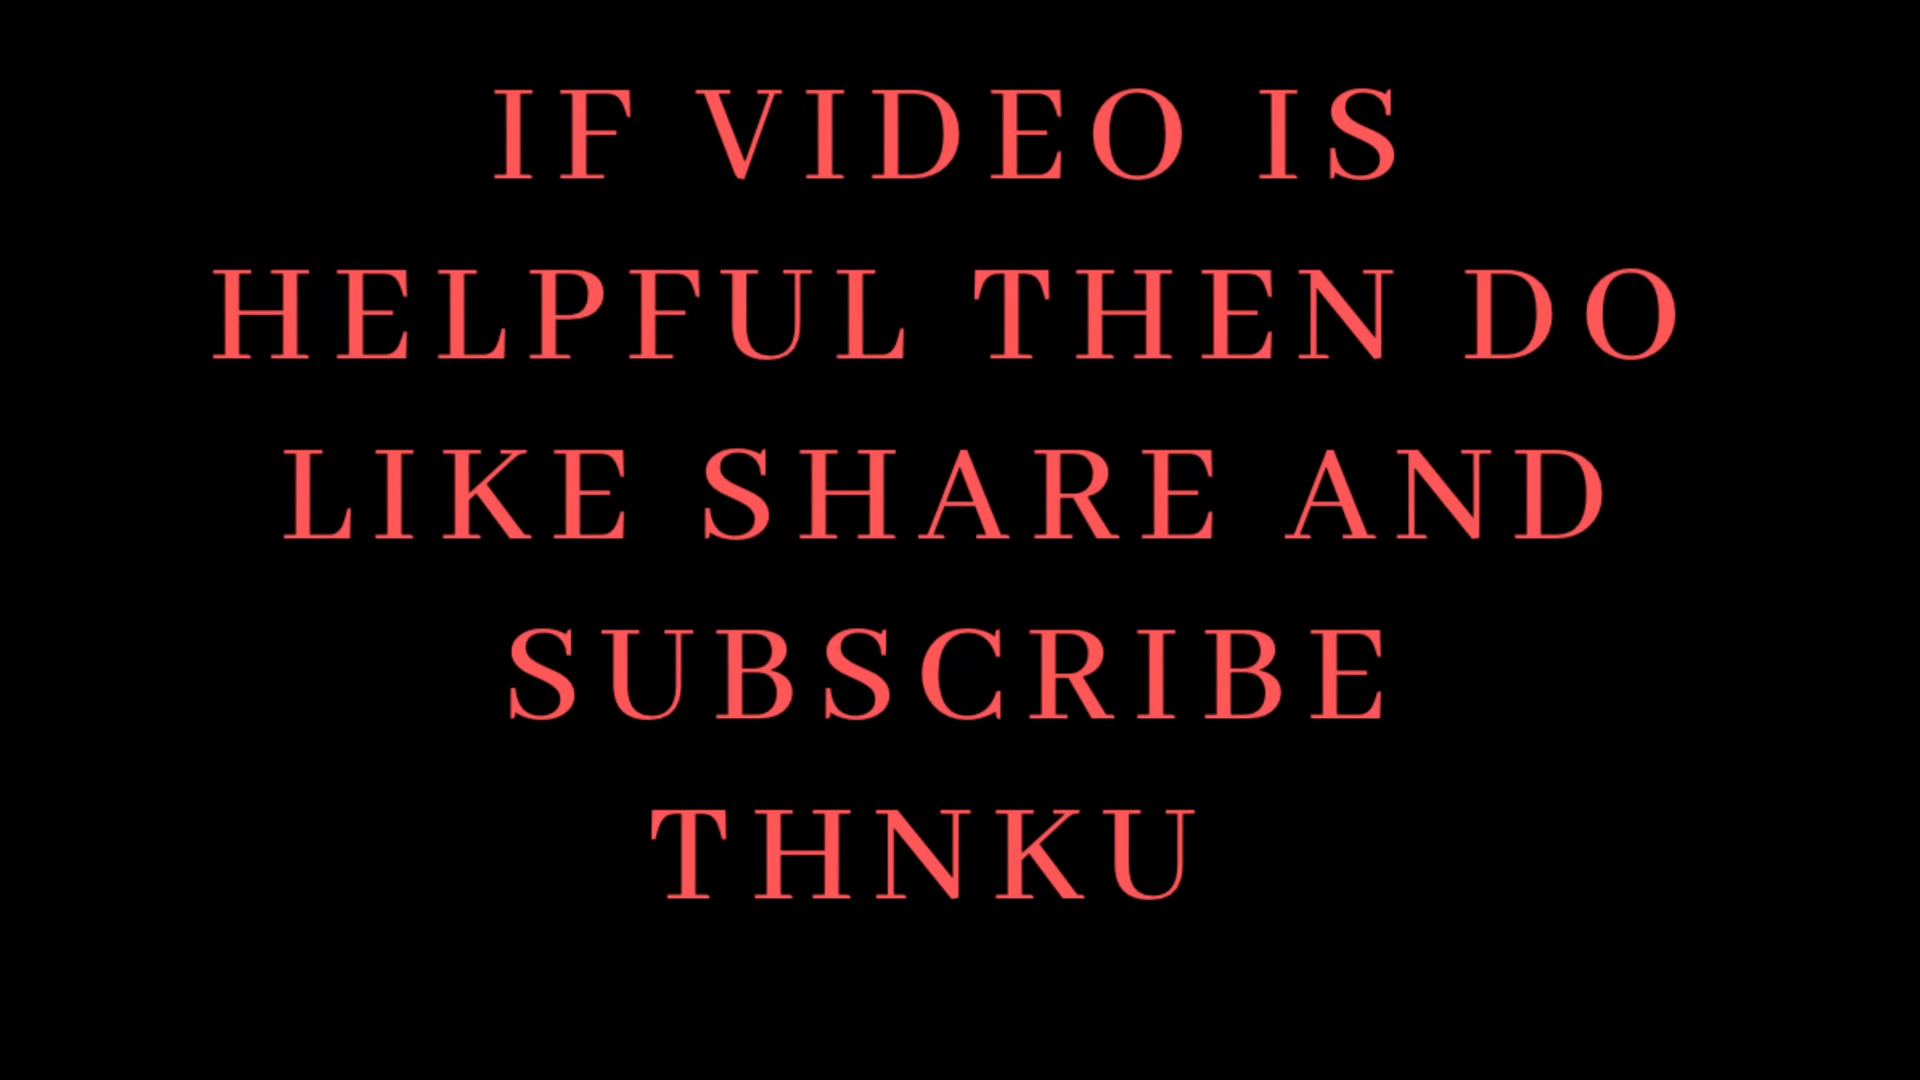 IF VIDEO IS
HELPFUL THEN DO
LIKE SHARE AND
SUBSCRIBE
THNKU